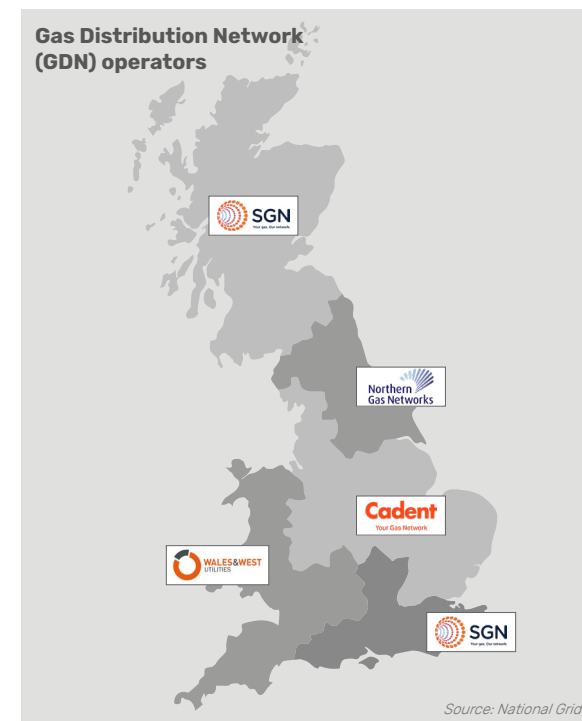 Gas Distribution Network
(GDN) operators
SGN
Your gas. Our network.
Northern
Gas Networks
Cadent
Your Gas Network
WALES&WEST
UTILITIES
SGN
Your gas. Our network.
Source: National Grid